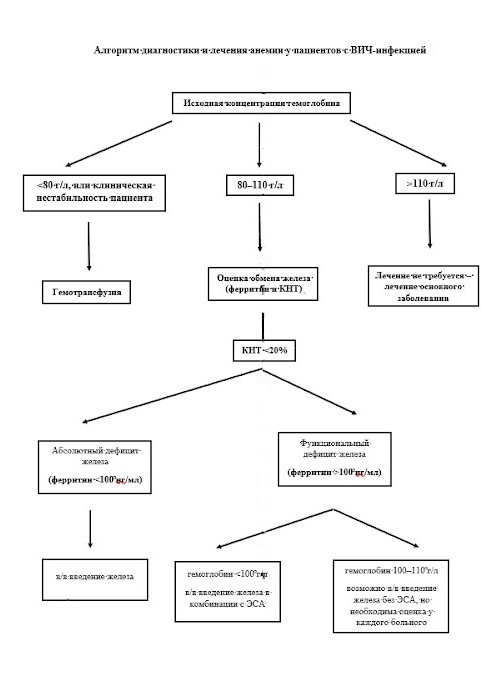 Алгоритм диагностики и лечения анемии у пациентов с ВИЧ-инфекцией
Исходная концентрация гемоглобина
<80 г/л, или клиническая
нестабильность пациента
80–110 г/л
>110 г/л
Гемотрансфузия
Оценка обмена железа
(ферритин и КНТ)
Лечение не требуется –
лечение основного
заболевания
КНТ <20%
Абсолютный дефицит
железа
(ферритин <100 нг/мл)
Функциональный
дефицит железа
(ферритин >100 нг/мл)
в/в введение железа
гемоглобин <100 г/л
в/в введение железа в
комбинации с ЭСА
гемоглобин 100–110 г/л
возможно в/в введение
железа без ЭСА, но
необходима оценка у
каждого больного